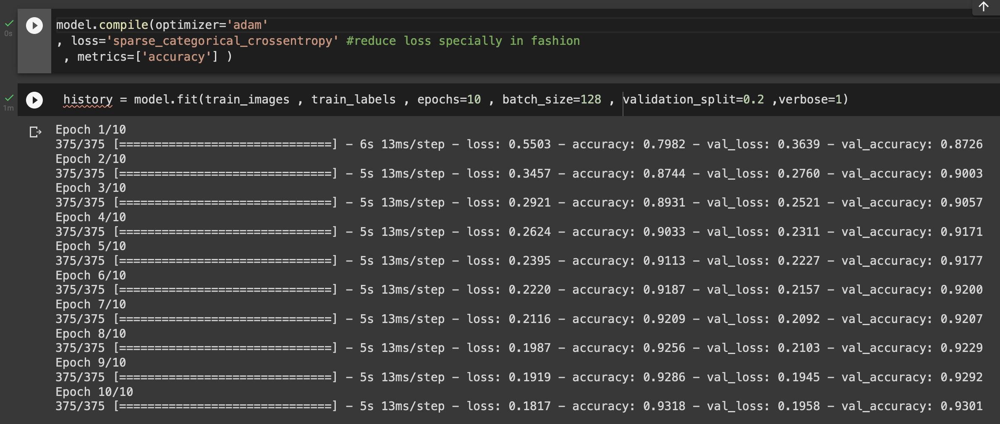 0s
model.compile(optimizer='adam'
, loss='sparse_categorical_crossentropy' #reduce loss specially in fashion
 , metrics=['accuracy'] )
1m
history = model.fit(train_images , train_labels , epochs=10 , batch_size=128 , validation_split=0.2 ,verbose=1)
Epoch 1/10
375/375 [==============================] - 6s 13ms/step - loss: 0.5503 - accuracy: 0.7982 - val_loss: 0.3639 - val_accuracy: 0.8726
Epoch 2/10
375/375 [==============================] - 5s 13ms/step - loss: 0.3457 - accuracy: 0.8744 - val_loss: 0.2760 - val_accuracy: 0.9003
Epoch 3/10
375/375 [==============================] - 5s 13ms/step - loss: 0.2921 - accuracy: 0.8931 - val_loss: 0.2521 - val_accuracy: 0.9057
Epoch 4/10
375/375 [==============================] - 5s 13ms/step - loss: 0.2624 - accuracy: 0.9033 - val_loss: 0.2311 - val_accuracy: 0.9171
Epoch 5/10
375/375 [==============================] - 5s 13ms/step - loss: 0.2395 - accuracy: 0.9113 - val_loss: 0.2227 - val_accuracy: 0.9177
Epoch 6/10
375/375 [==============================] - 5s 13ms/step - loss: 0.2220 - accuracy: 0.9187 - val_loss: 0.2157 - val_accuracy: 0.9200
Epoch 7/10
375/375 [==============================] - 5s 13ms/step - loss: 0.2116 - accuracy: 0.9209 - val_loss: 0.2092 - val_accuracy: 0.9207
Epoch 8/10
375/375 [==============================] - 5s 13ms/step - loss: 0.1987 - accuracy: 0.9256 - val_loss: 0.2103 - val_accuracy: 0.9229
Epoch 9/10
375/375 [==============================] - 5s 13ms/step - loss: 0.1919 - accuracy: 0.9286 - val_loss: 0.1945 - val_accuracy: 0.9292
Epoch 10/10
375/375 [==============================] - 5s 13ms/step - loss: 0.1817 - accuracy: 0.9318 - val_loss: 0.1958 - val_accuracy: 0.9301